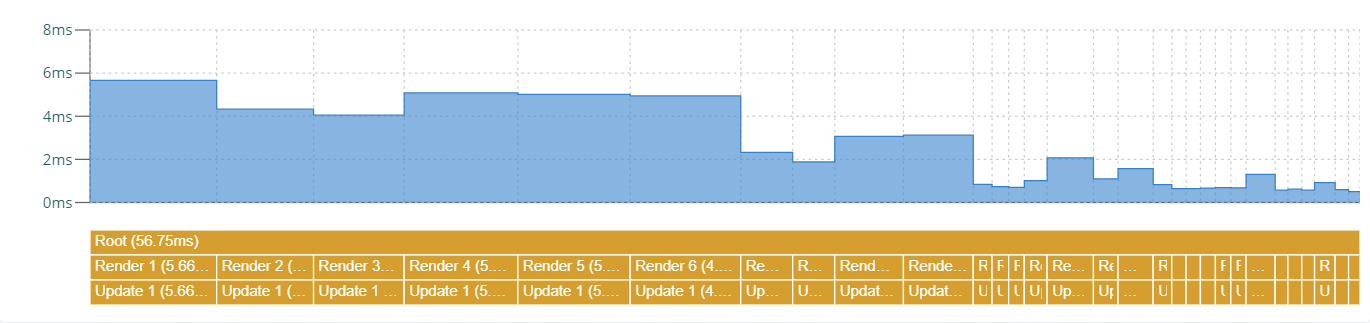 8ms
6ms
4ms
2ms
0ms
Root (56.75ms)
Render 1 (5.66... Render 2 (... Render 3... Render 4 (5.... Render 5 (5.... Render 6 (4.... Re... R... Rend... Rende... R Re... ... R ... R
Update 1 (5.66... Update 1 (... Update 1 ... Update 1 (5.... Update 1 (5.... Update 1 (4.... Up... U... Updat... Updat... U Up... ... U ... U